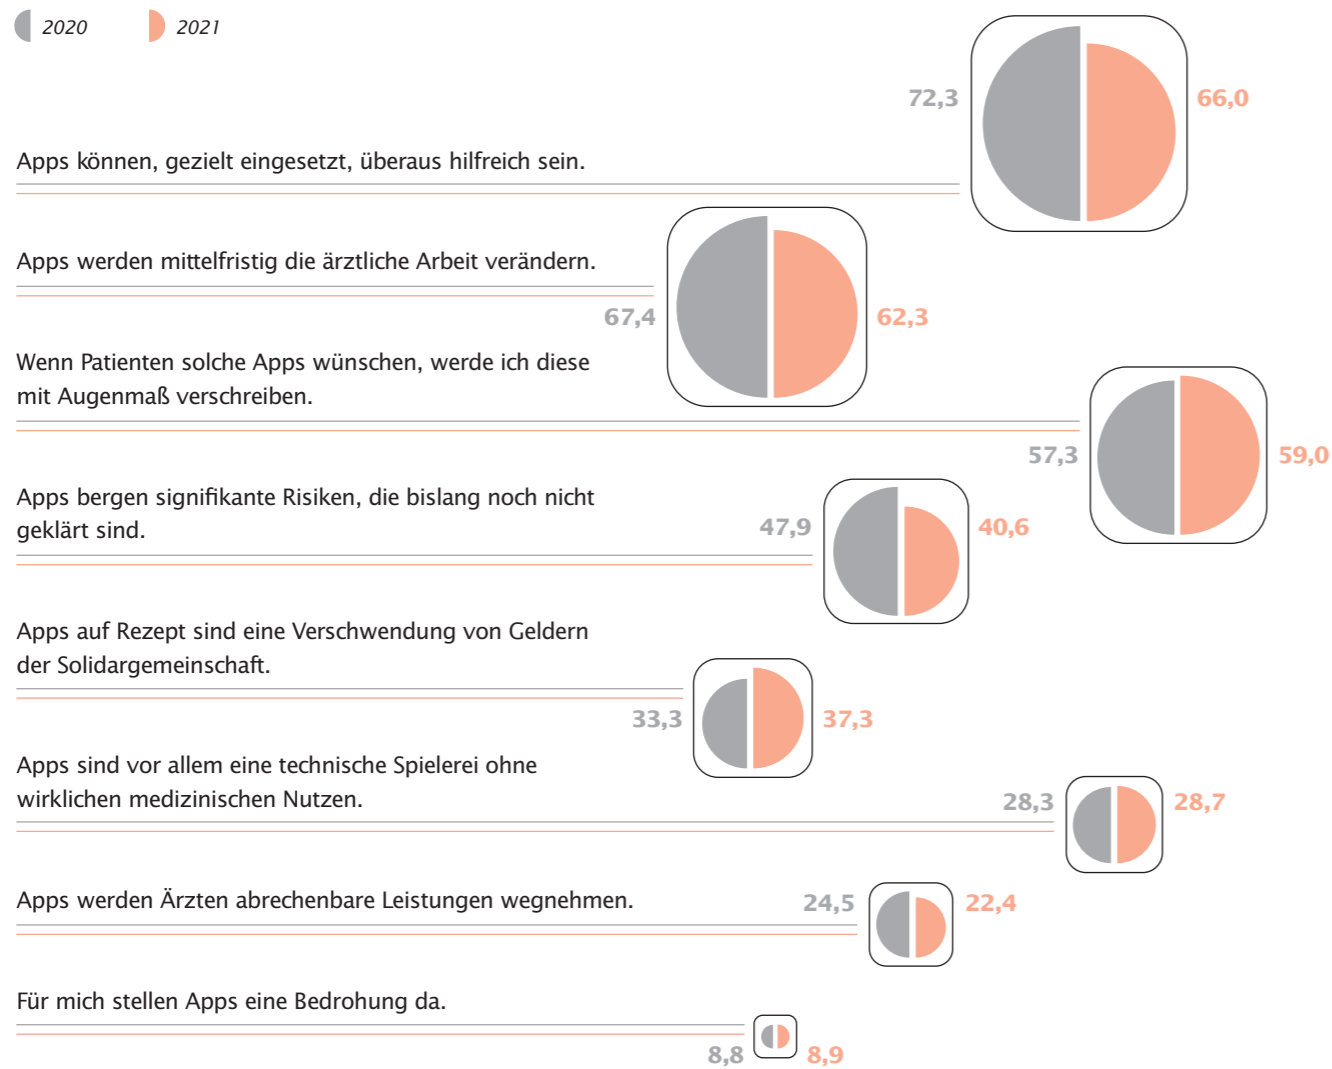 2020 2021
72,3 66,0
Apps können, gezielt eingesetzt, überaus hilfreich sein.
Apps werden mittelfristig die ärztliche Arbeit verändern.
67,4 62,3
Wenn Patienten solche Apps wünschen, werde ich diese
mit Augenmaß verschreiben.
57,3 59,0
Apps bergen signifikante Risiken, die bislang noch nicht
geklärt sind.
47,9 40,6
Apps auf Rezept sind eine Verschwendung von Geldern
der Solidargemeinschaft.
33,3 37,3
Apps sind vor allem eine technische Spielerei ohne
wirklichen medizinischen Nutzen.
28,3 28,7
Apps werden Ärzten abrechenbare Leistungen wegnehmen.
24,5 22,4
Für mich stellen Apps eine Bedrohung da.
8,8 8,9